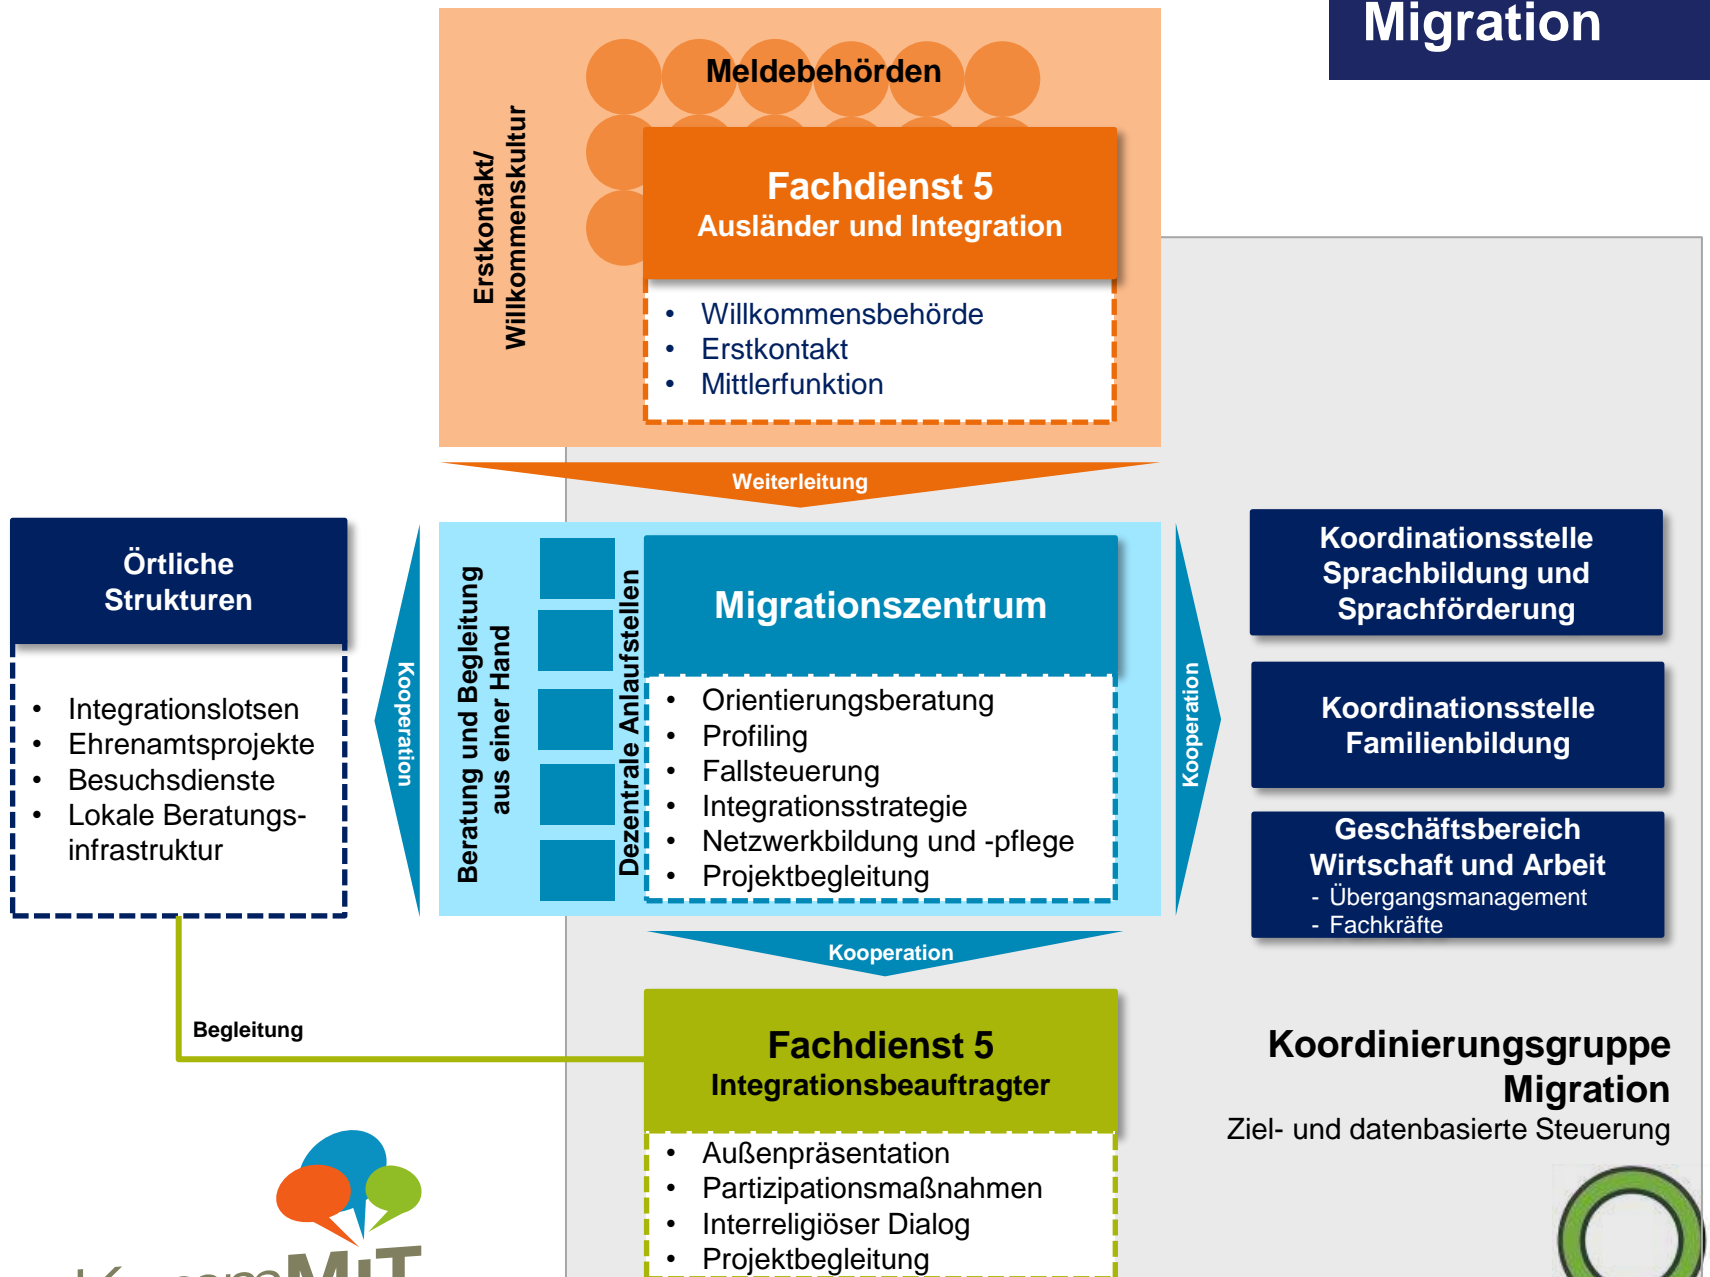 Migration
Meldebehörden
Erstkontakt/
Willkommenskultur
Fachdienst 5
Ausländer und Integration
• Willkommensbehörde
• Erstkontakt
• Mittlerfunktion
Weiterleitung
Örtliche
Strukturen
• Integrationslotsen
• Ehrenamtsprojekte
• Besuchsdienste
• Lokale Beratungs-
infrastruktur
Kooperation
Beratung und Begleitung
aus einer Hand
Dezentrale Anlaufstellen
Migrationszentrum
• Orientierungsberatung
• Profiling
• Fallsteuerung
• Integrationsstrategie
• Netzwerkbildung und -pflege
• Projektbegleitung
Kooperation
Koordinationsstelle
Sprachbildung und
Sprachförderung
Koordinationsstelle
Familienbildung
Geschäftsbereich
Wirtschaft und Arbeit
- Übergangsmanagement
- Fachkräfte
Kooperation
Begleitung
Fachdienst 5
Integrationsbeauftragter
• Außenpräsentation
• Partizipationsmaßnahmen
• Interreligiöser Dialog
• Projektbegleitung
Koordinierungsgruppe
Migration
Ziel- und datenbasierte Steuerung
MiT